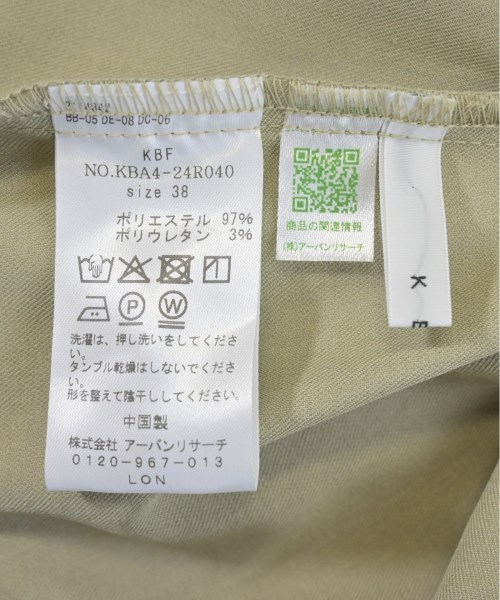 BB-05 DE-08 DC-06
KBF
NO.KBA4-24R040
size 38
ポリエステル 97%
ポリウレタン 3%
P
W
洗濯は、押し洗いをしてくださ
い。
タンブル乾燥はしないでくださ
い。
形を整えて陰干ししてください。
中国製
株式会社 アーバンリサーチ
0120-967-013
LON
商品の関連情報
(株)アーバンリサーチ
K